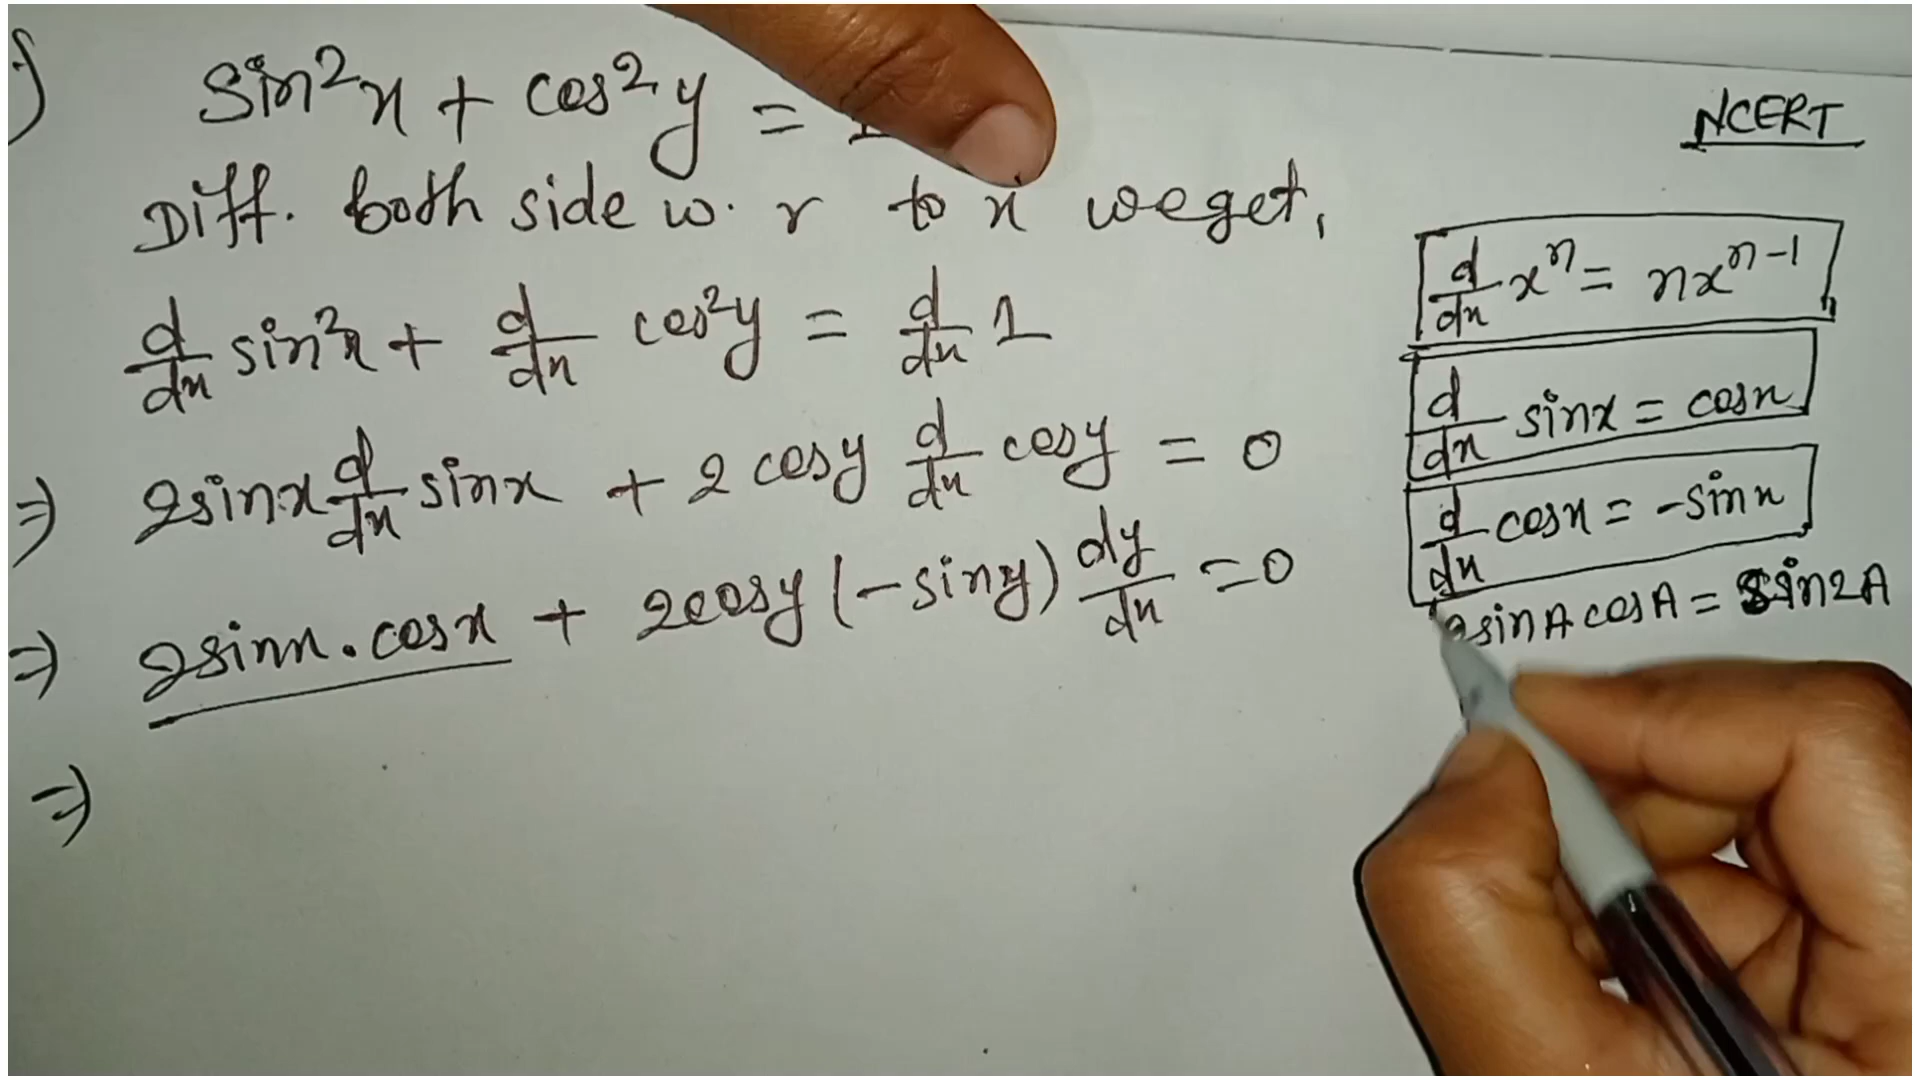 Sin²x + cos²y = 1
Diff. both side w. r to x we get,
d/dx sin²x + d/dx cos²y = d/dx 1
⇒ 2sinx d/dx sinx + 2 cosy d/dx cosy = 0
⇒ 2sinx . cosx + 2cosy (-siny) dy/dx = 0
⇒
NCERT
d/dx xⁿ = nxⁿ⁻¹
d/dx sinx = cosx
d/dx cosx = -sinx
2sinA cosA = Sin2A